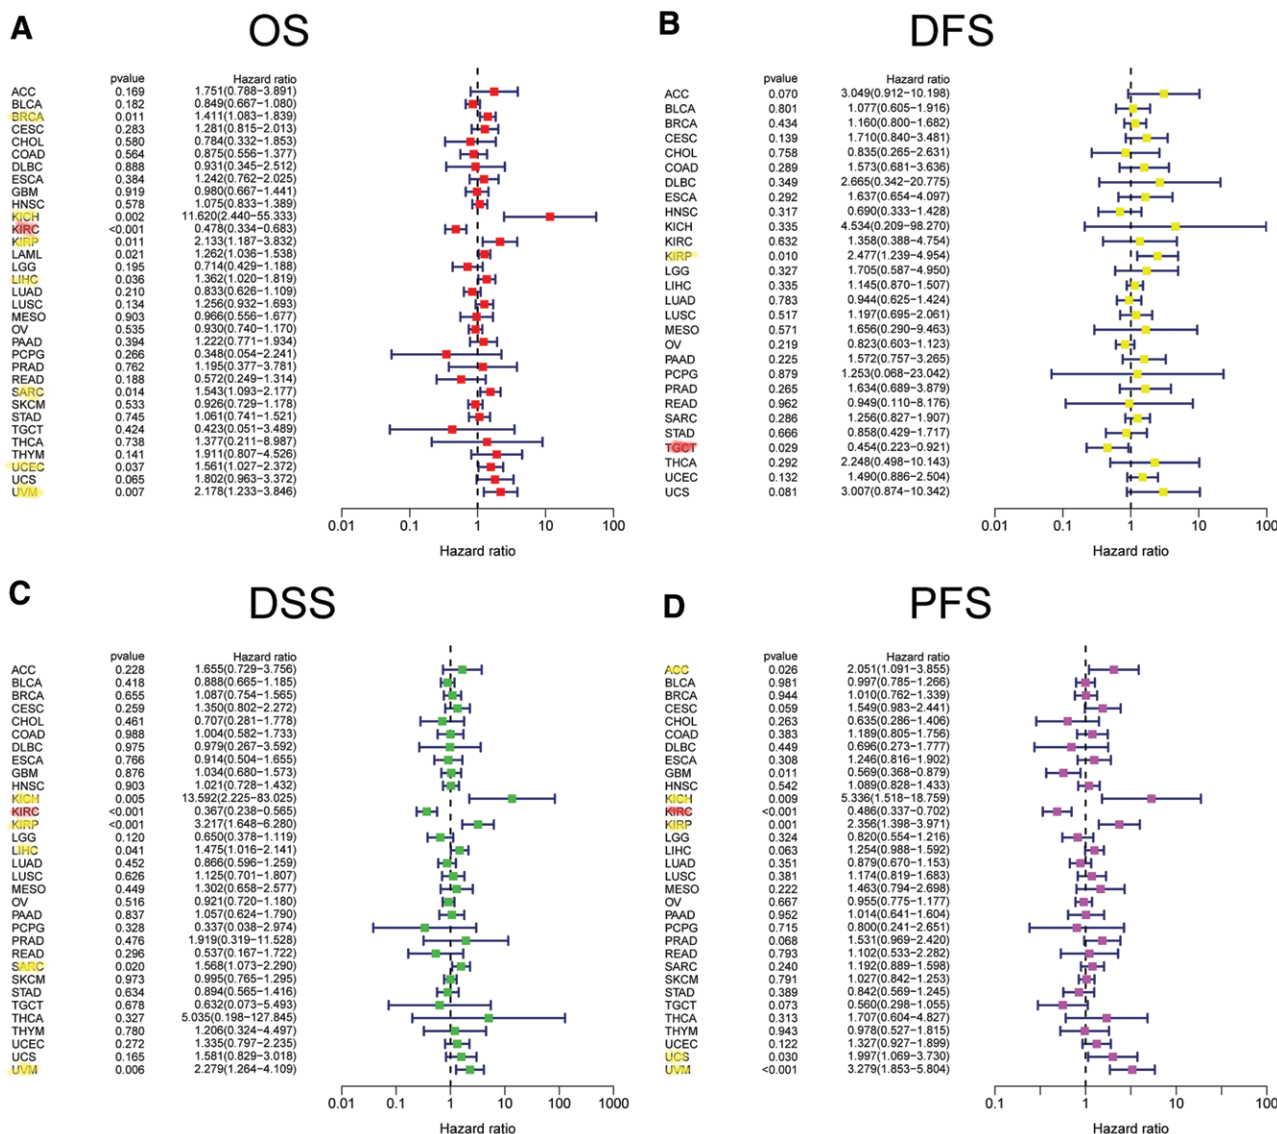 A OS
pvalue Hazard ratio
ACC 0.169 1.751(0.788−3.891)
BLCA 0.182 0.849(0.667−1.080)
BRCA 0.011 1.411(1.083−1.839)
CESC 0.283 1.281(0.815−2.013)
CHOL 0.580 0.784(0.332−1.853)
COAD 0.564 0.875(0.556−1.377)
DLBC 0.888 0.931(0.345−2.512)
ESCA 0.384 1.242(0.762−2.025)
GBM 0.919 0.980(0.667−1.441)
HNSC 0.578 1.075(0.833−1.389)
KICH 0.002 11.620(2.440−55.333)
KIRC <0.001 0.478(0.334−0.683)
KIRP 0.011 2.133(1.187−3.832)
LAML 0.021 1.262(1.036−1.538)
LGG 0.195 0.714(0.429−1.188)
LIHC 0.036 1.362(1.020−1.819)
LUAD 0.210 0.833(0.626−1.109)
LUSC 0.134 1.256(0.932−1.693)
MESO 0.903 0.966(0.556−1.677)
OV 0.535 0.930(0.740−1.170)
PAAD 0.394 1.222(0.771−1.934)
PCPG 0.266 0.348(0.054−2.241)
PRAD 0.762 1.195(0.377−3.781)
READ 0.188 0.572(0.249−1.314)
SARC 0.014 1.543(1.093−2.177)
SKCM 0.533 0.926(0.729−1.178)
STAD 0.745 1.061(0.741−1.521)
TGCT 0.424 0.423(0.051−3.489)
THCA 0.738 1.377(0.211−8.987)
THYM 0.141 1.911(0.807−4.526)
UCEC 0.037 1.561(1.027−2.372)
UCS 0.065 1.802(0.963−3.372)
UVM 0.007 2.178(1.233−3.846)
0.01 0.1 1 10 100
Hazard ratio
B DFS
pvalue Hazard ratio
ACC 0.070 3.049(0.912−10.198)
BLCA 0.801 1.077(0.605−1.916)
BRCA 0.434 1.160(0.800−1.682)
CESC 0.139 1.710(0.840−3.481)
CHOL 0.758 0.835(0.265−2.631)
COAD 0.289 1.573(0.681−3.636)
DLBC 0.349 2.665(0.342−20.775)
ESCA 0.292 1.637(0.654−4.097)
HNSC 0.317 0.690(0.333−1.428)
KICH 0.335 4.534(0.209−98.270)
KIRC 0.632 1.358(0.388−4.754)
KIRP 0.010 2.477(1.239−4.954)
LGG 0.327 1.705(0.587−4.950)
LIHC 0.335 1.145(0.870−1.507)
LUAD 0.783 0.944(0.625−1.424)
LUSC 0.517 1.197(0.695−2.061)
MESO 0.571 1.656(0.290−9.463)
OV 0.219 0.823(0.603−1.123)
PAAD 0.225 1.572(0.757−3.265)
PCPG 0.879 1.253(0.068−23.042)
PRAD 0.265 1.634(0.689−3.879)
READ 0.962 0.949(0.110−8.176)
SARC 0.286 1.256(0.827−1.907)
STAD 0.666 0.858(0.429−1.717)
TGCT 0.029 0.454(0.223−0.921)
THCA 0.292 2.248(0.498−10.143)
UCEC 0.132 1.490(0.886−2.504)
UCS 0.081 3.007(0.874−10.342)
0.01 0.1 1 10 100
Hazard ratio
C DSS
pvalue Hazard ratio
ACC 0.228 1.655(0.729−3.756)
BLCA 0.418 0.888(0.665−1.185)
BRCA 0.655 1.087(0.754−1.565)
CESC 0.259 1.350(0.802−2.272)
CHOL 0.461 0.707(0.281−1.778)
COAD 0.988 1.004(0.582−1.733)
DLBC 0.975 0.979(0.267−3.592)
ESCA 0.766 0.914(0.504−1.655)
GBM 0.876 1.034(0.680−1.573)
HNSC 0.903 1.021(0.728−1.432)
KICH 0.005 13.592(2.225−83.025)
KIRC <0.001 0.367(0.238−0.565)
KIRP <0.001 3.217(1.648−6.280)
LGG 0.120 0.650(0.378−1.119)
LIHC 0.041 1.475(1.016−2.141)
LUAD 0.452 0.866(0.596−1.259)
LUSC 0.626 1.125(0.701−1.807)
MESO 0.449 1.302(0.658−2.577)
OV 0.516 0.921(0.720−1.180)
PAAD 0.837 1.057(0.624−1.790)
PCPG 0.328 0.337(0.038−2.974)
PRAD 0.476 1.919(0.319−11.528)
READ 0.296 0.537(0.167−1.722)
SARC 0.020 1.568(1.073−2.290)
SKCM 0.973 0.995(0.765−1.295)
STAD 0.634 0.894(0.565−1.416)
TGCT 0.678 0.632(0.073−5.493)
THCA 0.327 5.035(0.198−127.845)
THYM 0.780 1.206(0.324−4.497)
UCEC 0.272 1.335(0.797−2.235)
UCS 0.165 1.581(0.829−3.018)
UVM 0.006 2.279(1.264−4.109)
0.01 0.1 1 10 100 1000
Hazard ratio
D PFS
pvalue Hazard ratio
ACC 0.026 2.051(1.091−3.855)
BLCA 0.981 0.997(0.785−1.266)
BRCA 0.944 1.010(0.762−1.339)
CESC 0.059 1.549(0.983−2.441)
CHOL 0.263 0.635(0.286−1.406)
COAD 0.383 1.189(0.805−1.756)
DLBC 0.449 0.696(0.273−1.777)
ESCA 0.308 1.246(0.816−1.902)
GBM 0.011 0.569(0.368−0.879)
HNSC 0.542 1.089(0.828−1.433)
KICH 0.009 5.336(1.518−18.759)
KIRC <0.001 0.486(0.337−0.702)
KIRP 0.001 2.356(1.398−3.971)
LGG 0.324 0.820(0.554−1.216)
LIHC 0.063 1.254(0.988−1.592)
LUAD 0.351 0.879(0.670−1.153)
LUSC 0.381 1.174(0.819−1.683)
MESO 0.222 1.463(0.794−2.698)
OV 0.667 0.955(0.775−1.177)
PAAD 0.952 1.014(0.641−1.604)
PCPG 0.715 0.800(0.241−2.651)
PRAD 0.068 1.531(0.969−2.420)
READ 0.793 1.102(0.533−2.282)
SARC 0.240 1.192(0.889−1.598)
SKCM 0.791 1.027(0.842−1.253)
STAD 0.389 0.842(0.569−1.245)
TGCT 0.073 0.560(0.298−1.055)
THCA 0.313 1.707(0.604−4.827)
THYM 0.943 0.978(0.527−1.815)
UCEC 0.122 1.327(0.927−1.899)
UCS 0.030 1.997(1.069−3.730)
UVM <0.001 3.279(1.853−5.804)
0.1 1 10 100
Hazard ratio